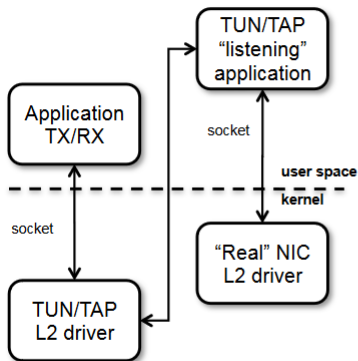 TUN/TAP
“listening”
application
Application
TX/RX
socket
user space
kernel
socket
“Real” NIC
L2 driver
TUN/TAP
L2 driver